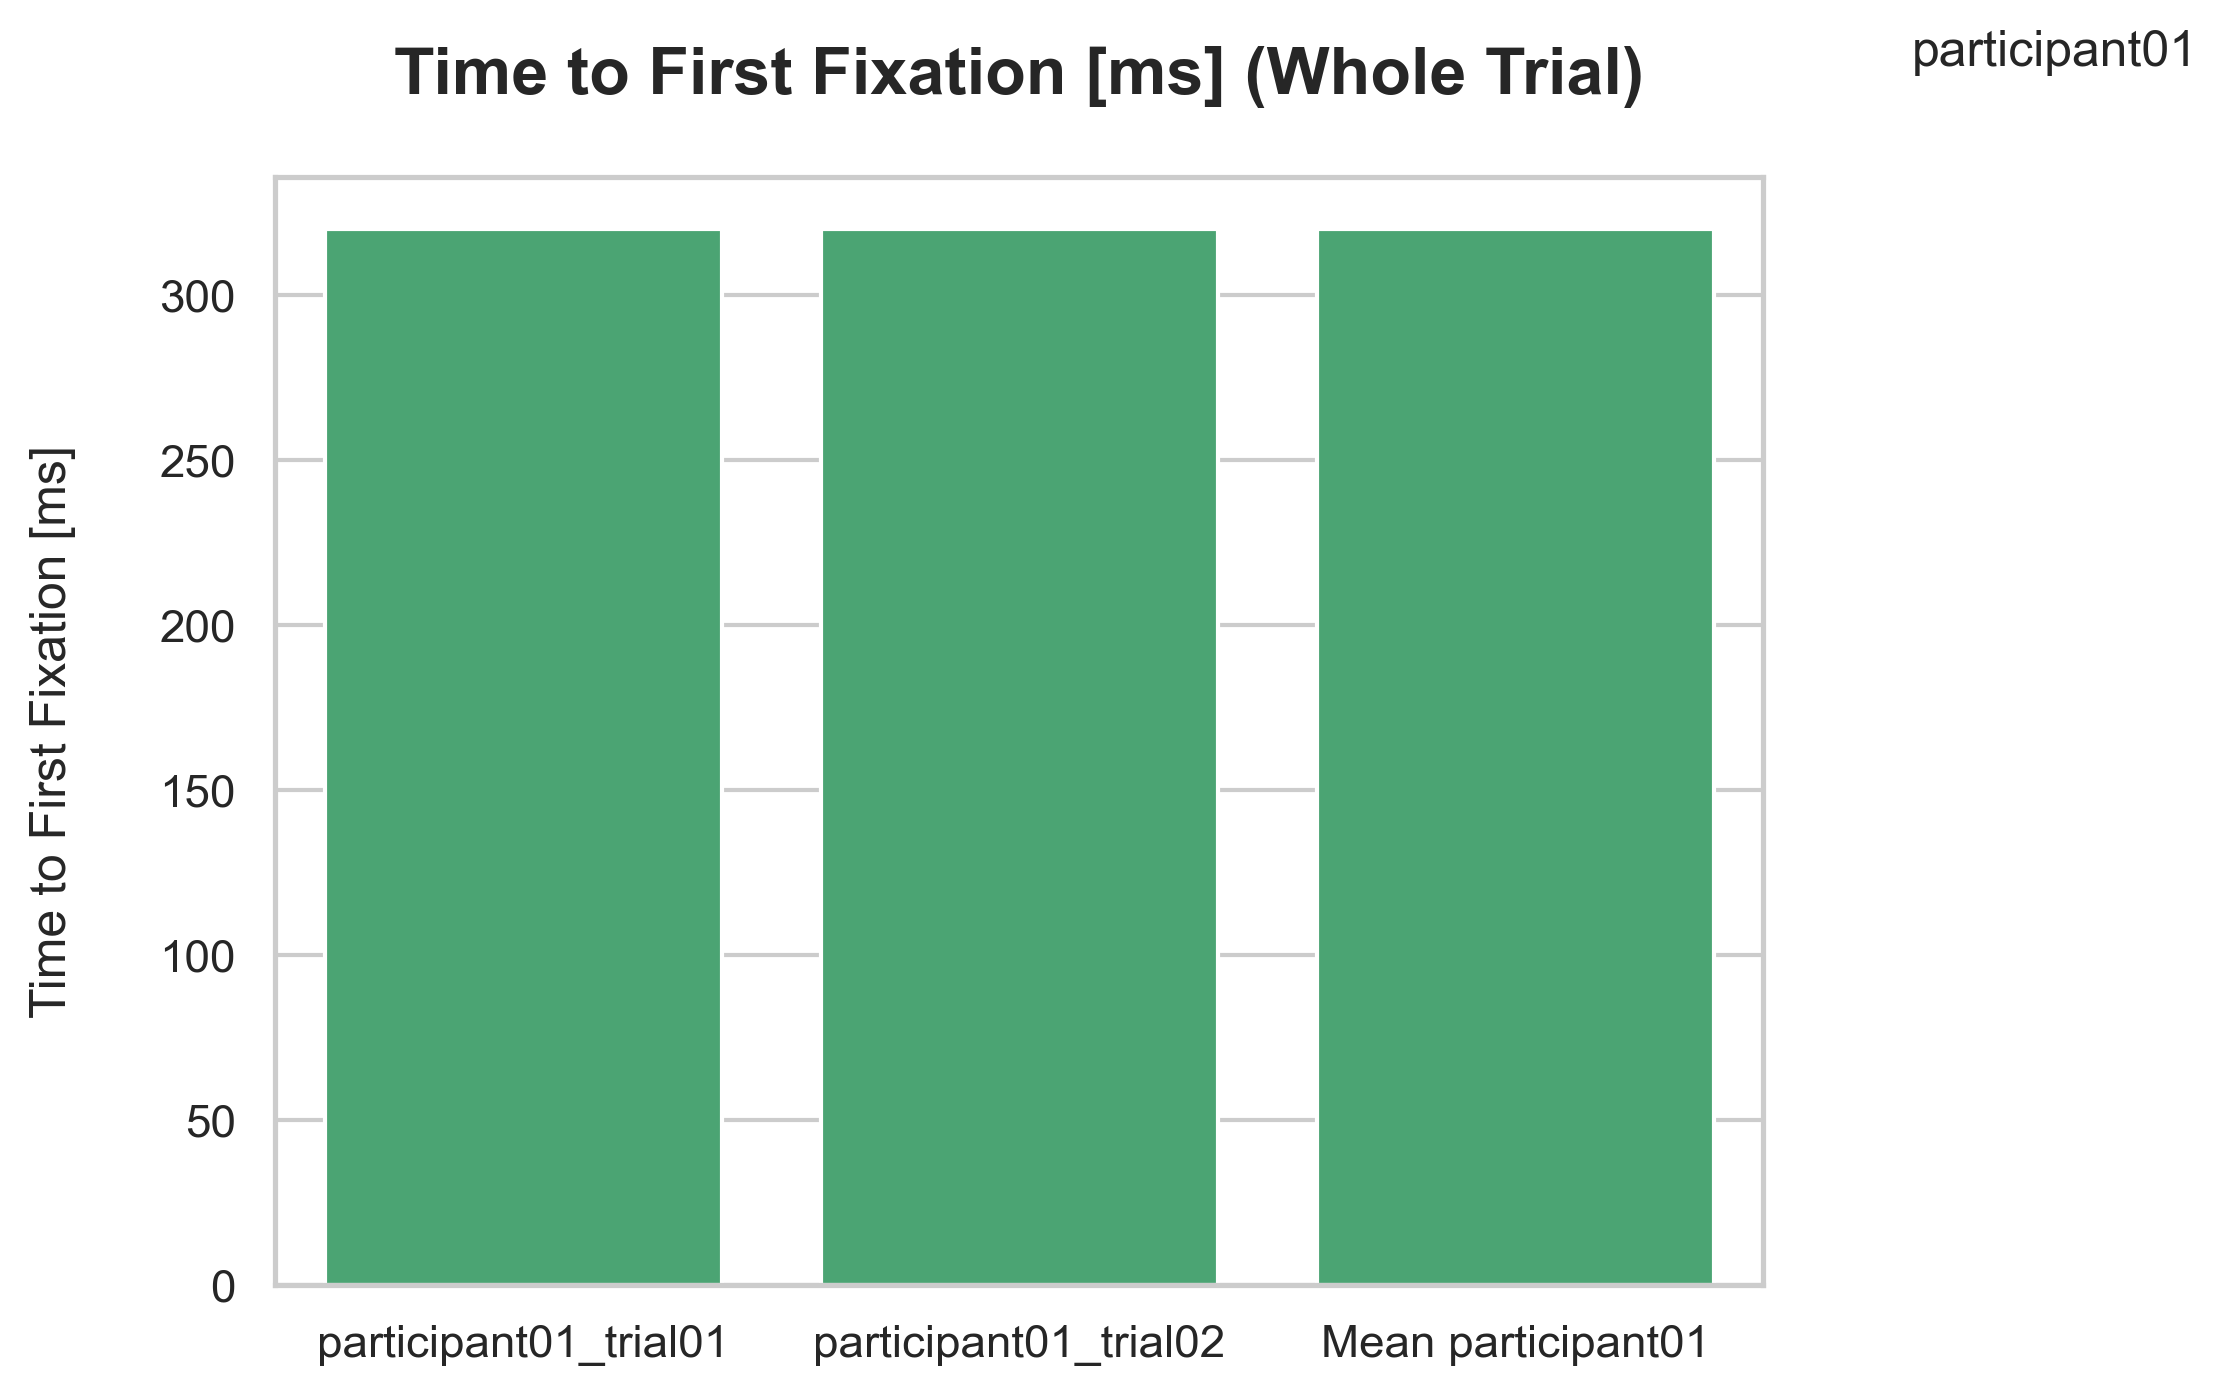 Time to First Fixation [ms] (Whole Trial)
participant01
Time to First Fixation [ms]
300
250
200
150
100
50
0
participant01_trial01
participant01_trial02
Mean participant01